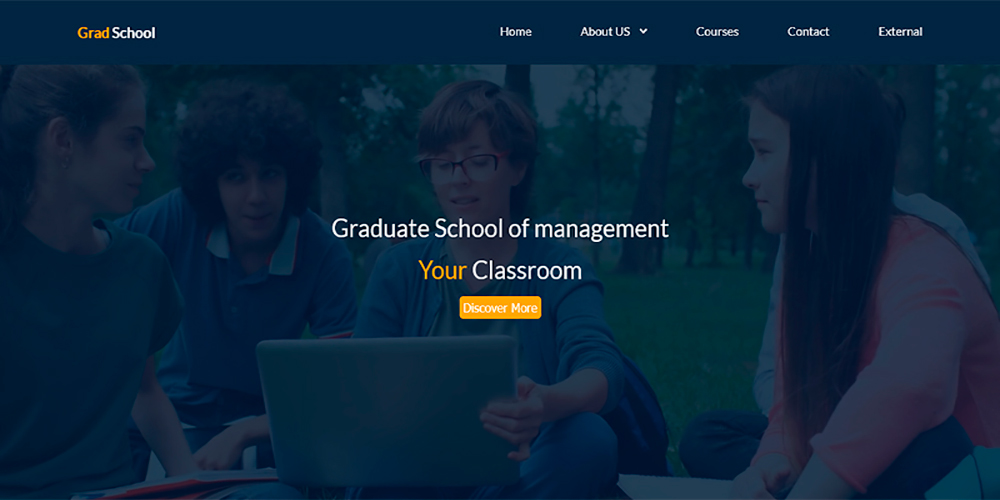 Grad School Home About US Courses Contact External
Graduate School of management
Your Classroom
Discover More